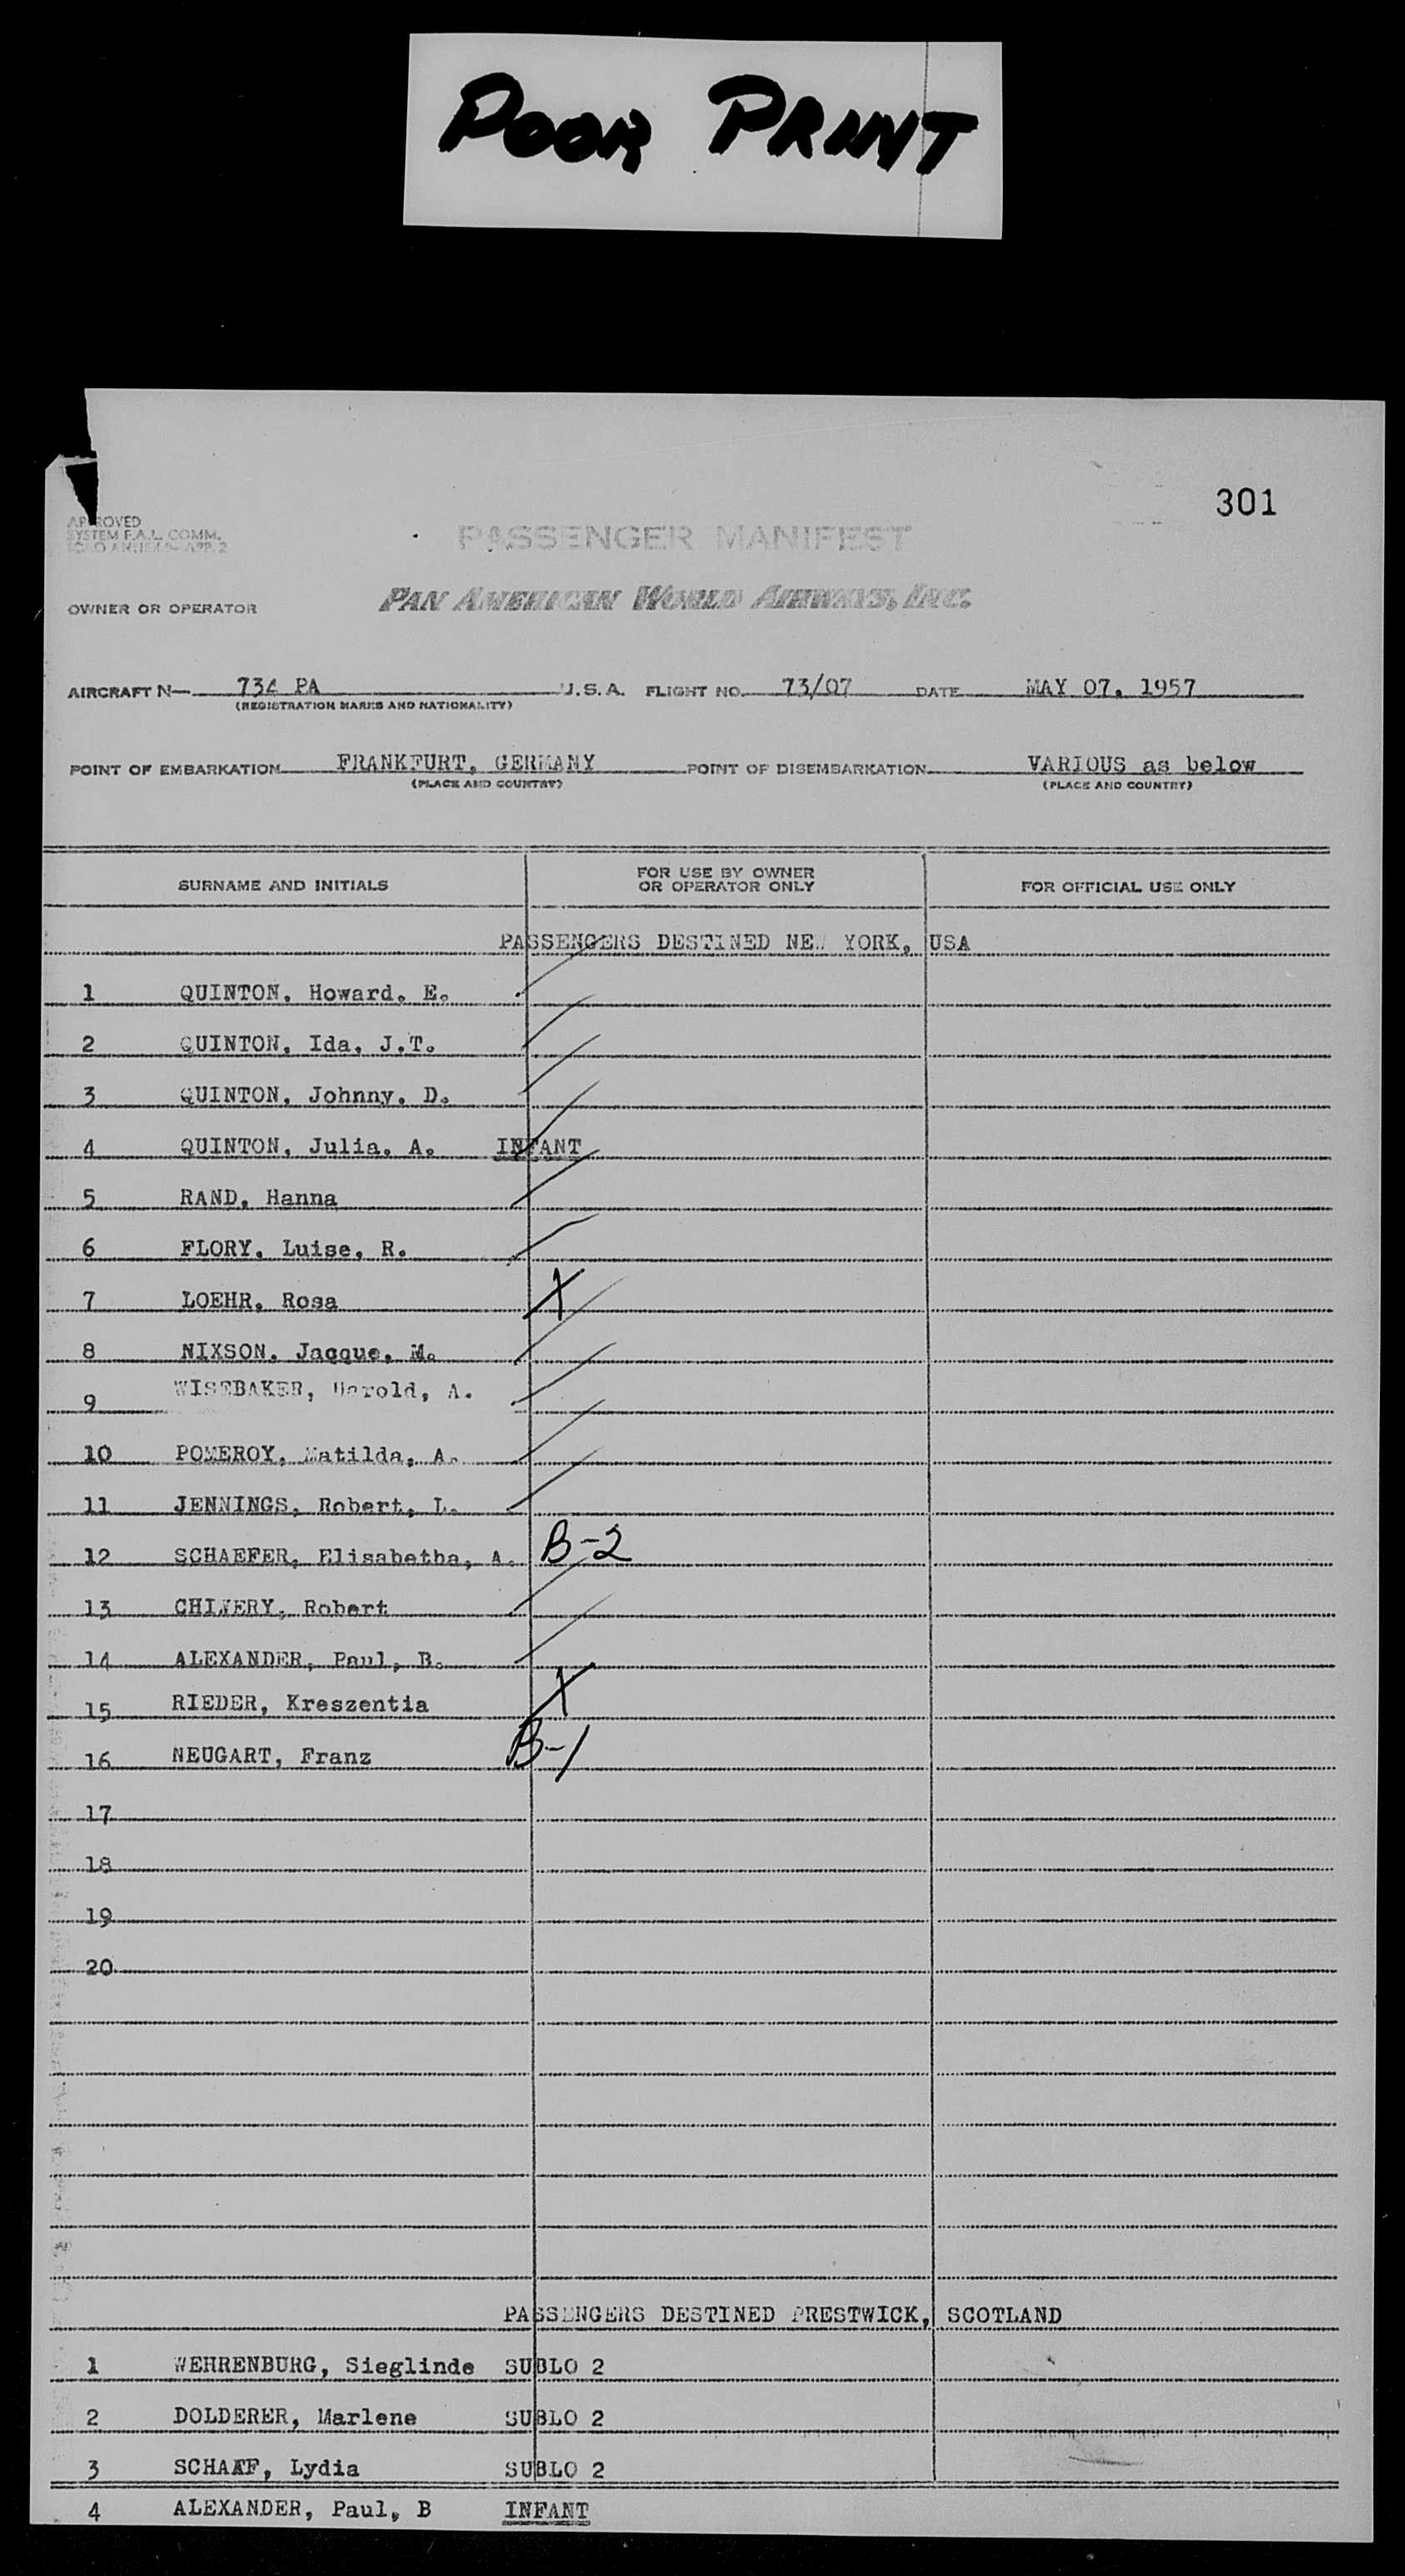 POOR PRINT
301
APPROVED
SYSTEM F.A.L. COMM.
APP. 2
PASSENGER MANIFEST
OWNER OR OPERATOR PAN AMERICAN WORLD AIRWAYS, INC.
AIRCRAFT N— PA U.S.A. FLIGHT NO. 73/07 DATE MAY 07, 1957
(REGISTRATION MARKS AND NATIONALITY)
POINT OF EMBARKATION FRANKFURT, GERMANY POINT OF DISEMBARKATION VARIOUS as below
(PLACE AND COUNTRY) (PLACE AND COUNTRY)
SURNAME AND INITIALS FOR USE BY OWNER OR OPERATOR ONLY FOR OFFICIAL USE ONLY
PASSENGERS DESTINED NEW YORK, USA
1 QUINTON, Howard, E.
2 QUINTON, Ida, J.T.
3 QUINTON, Johnny, D.
4 QUINTON, Julia, A. INFANT
5 RAND, Hanna
6 FLORY, Luise, R.
7 LOEHR, Rosa X
8 NIXSON, Jacque, M.
9 WISEBAKER, Harold, A.
10 POMEROY, Matilda, A.
11 JENNINGS, Robert, L.
12 SCHAEFER, Elisabetha, A. B-2
13 Robert
14 ALEXANDER, Paul, B.
15 RIEDER, Kreszentia X
16 NEUGART, Franz B-1
17
18
19
20
PASSENGERS DESTINED PRESTWICK, SCOTLAND
1 WEHRENBURG, Sieglinde SUBLO 2
2 DOLDERER, Marlene SUBLO 2
3 SCHAAF, Lydia SUBLO 2
4 ALEXANDER, Paul, B INFANT